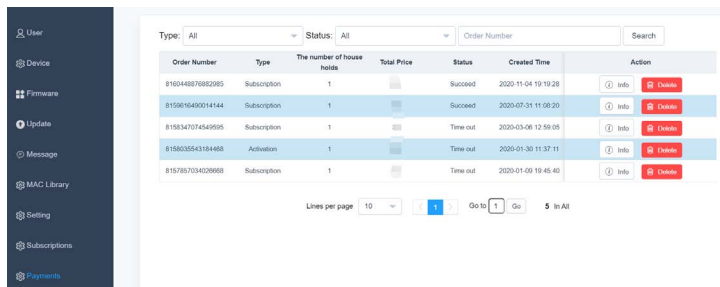 User
Device
Firmware
Update
Message
MAC Library
Setting
Subscriptions
Payments
Type: All Status: All Order Number Search
Order Number Type The number of house holds Total Price Status Created Time Action
8160448876882985 Subscription 1 Succeed 2020-11-04 19:19:28 Info Delete
8159616490014144 Subscription 1 Succeed 2020-07-31 11:08:20 Info Delete
8158347074549595 Subscription 1 Time out 2020-03-06 12:59:05 Info Delete
8158035543184468 Activation 1 Time out 2020-01-30 11:37:11 Info Delete
8157857034026668 Subscription 1 Time out 2020-01-09 19:45:40 Info Delete
Lines per page 10 1 Go to 1 Go 5 In All